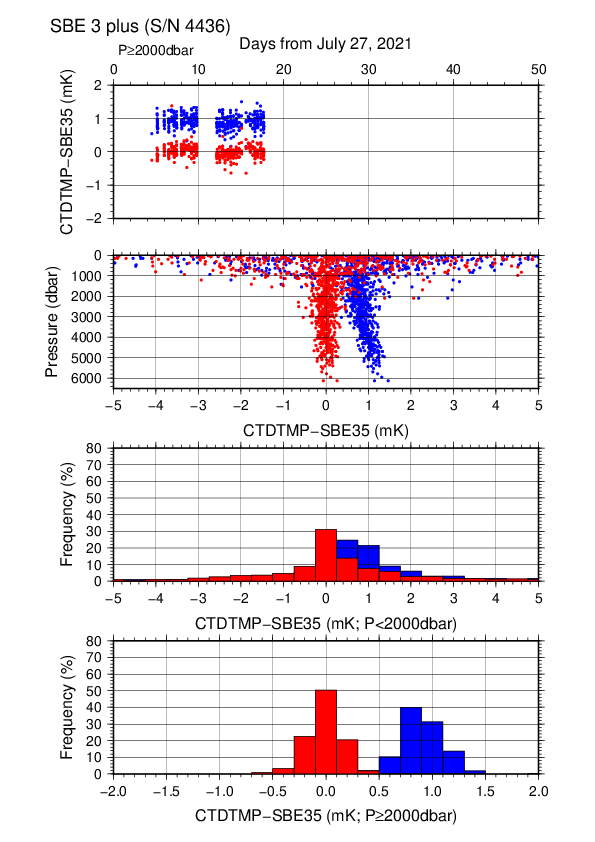 SBE 3 plus (S/N 4436)
P≥2000dbar
Days from July 27, 2021
0 10 20 30 40 50
CTDTMP−SBE35 (mK)
2
1
0
−1
−2
Pressure (dbar)
0
1000
2000
3000
4000
5000
6000
−5 −4 −3 −2 −1 0 1 2 3 4 5
CTDTMP−SBE35 (mK)
Frequency (%)
80
70
60
50
40
30
20
10
0
−5 −4 −3 −2 −1 0 1 2 3 4 5
CTDTMP−SBE35 (mK; P<2000dbar)
Frequency (%)
80
70
60
50
40
30
20
10
0
−2.0 −1.5 −1.0 −0.5 0.0 0.5 1.0 1.5 2.0
CTDTMP−SBE35 (mK; P≥2000dbar)